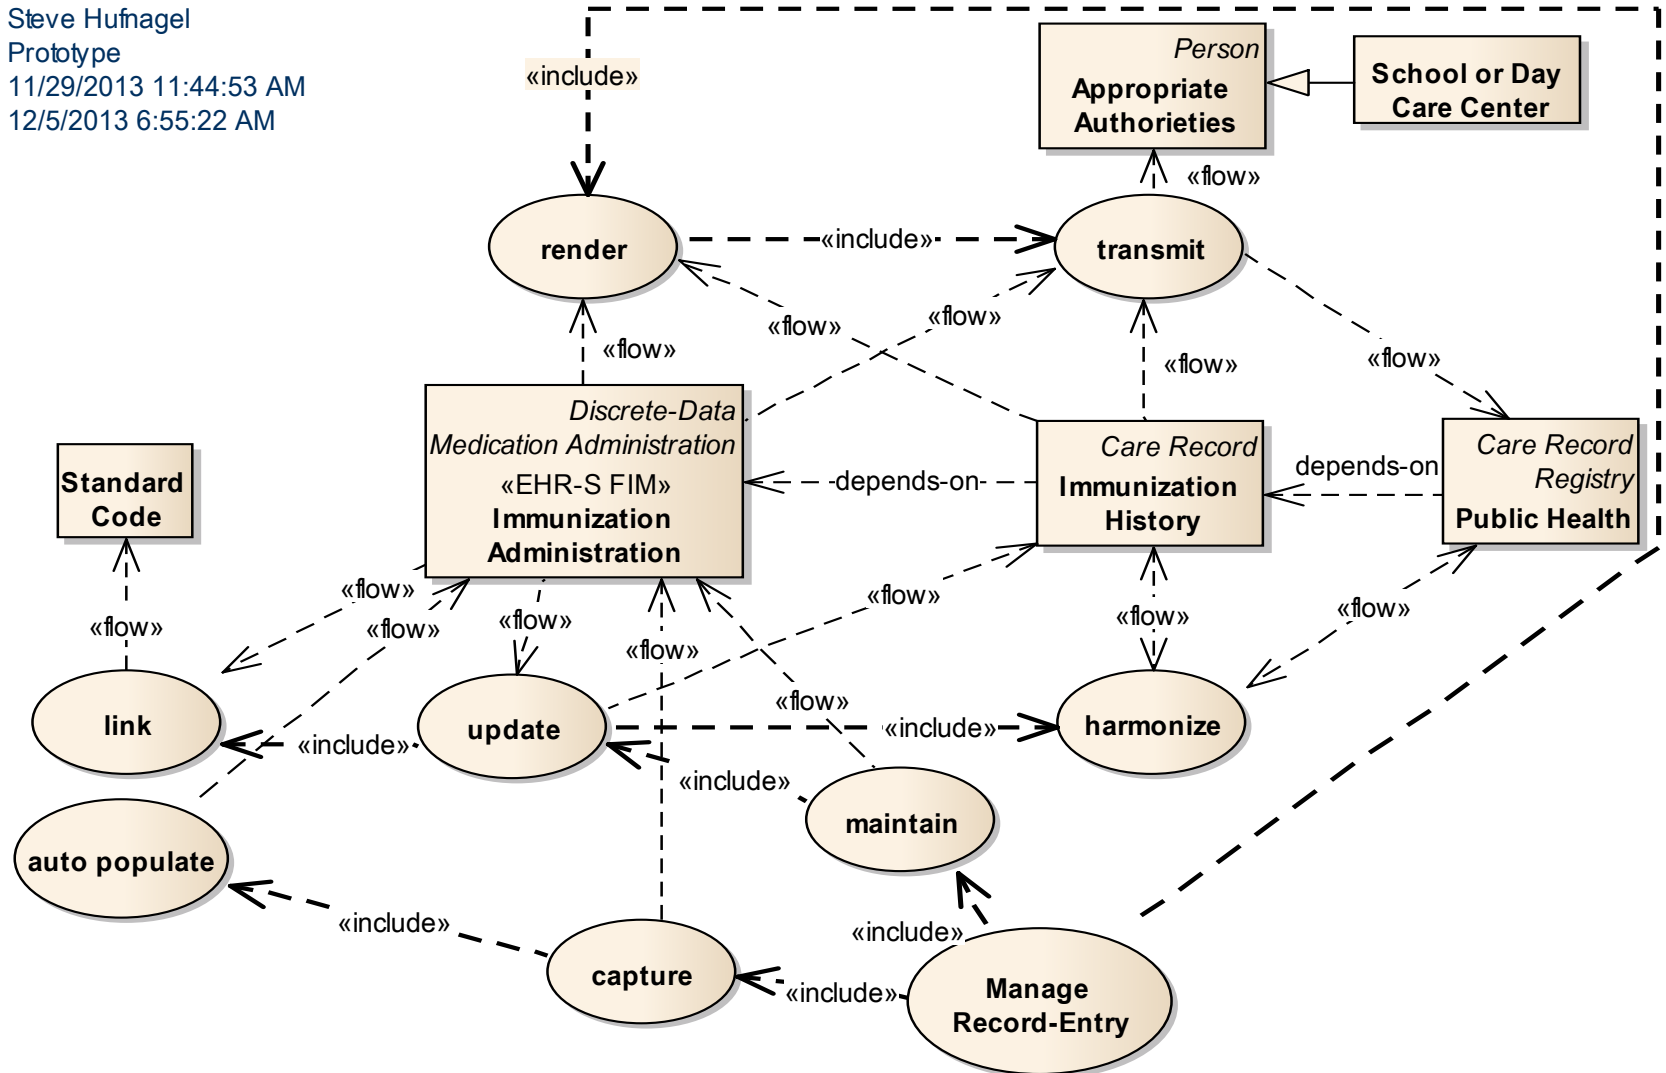 Steve Hufnagel
Prototype
11/29/2013 11:44:53 AM
12/5/2013 6:55:22 AM
«include»
Person
Appropriate
Authorieties
School or Day
Care Center
«flow»
render
«include»
transmit
«flow»
«flow»
«flow»
«flow»
«flow»
Discrete-Data
Medication Administration
«EHR-S FIM»
Immunization
Administration
depends-on
Care Record
Immunization
History
depends-on
Care Record
Registry
Public Health
Standard
Code
«flow»
«flow»
«flow»
«flow»
«flow»
«flow»
«flow»
«flow»
«flow»
link
«include»
update
«include»
harmonize
«include»
maintain
auto populate
«include»
capture
«include»
«include»
Manage
Record-Entry